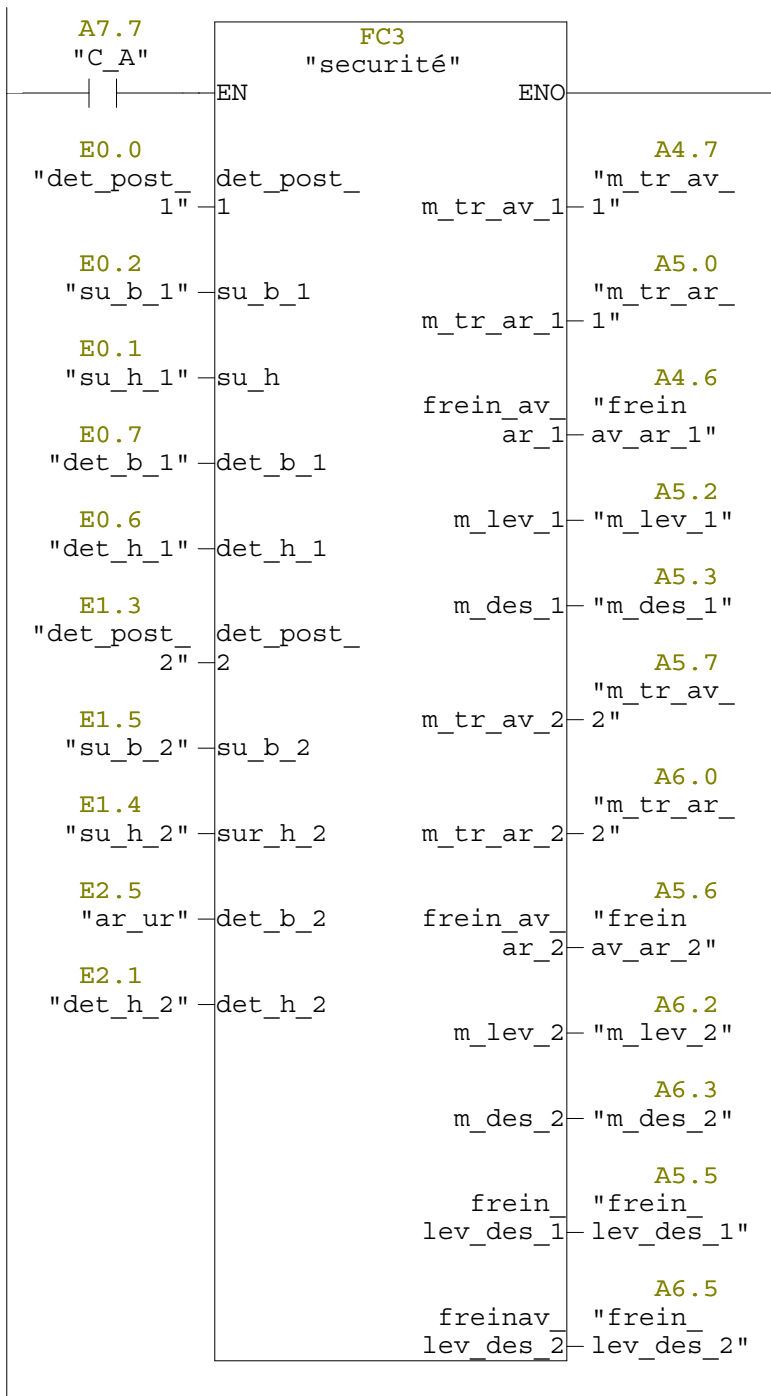 A7.7
"C_A"
FC3
"securité"
EN
ENO
E0.0
"det_post_
1"
det_post_
1
E0.2
"su_b_1"
su_b_1
E0.1
"su_h_1"
su_h
E0.7
"det_b_1"
det_b_1
E0.6
"det_h_1"
det_h_1
E1.3
"det_post_
2"
det_post_
2
E1.5
"su_b_2"
su_b_2
E1.4
"su_h_2"
sur_h_2
E2.5
"ar_ur"
det_b_2
E2.1
"det_h_2"
det_h_2
A4.7
m_tr_av_1
"m_tr_av_
1"
A5.0
m_tr_ar_1
"m_tr_ar_
1"
A4.6
frein_av_
ar_1
"frein
av_ar_1"
A5.2
m_lev_1
"m_lev_1"
A5.3
m_des_1
"m_des_1"
A5.7
m_tr_av_2
"m_tr_av_
2"
A6.0
m_tr_ar_2
"m_tr_ar_
2"
A5.6
frein_av_
ar_2
"frein
av_ar_2"
A6.2
m_lev_2
"m_lev_2"
A6.3
m_des_2
"m_des_2"
A5.5
frein_
lev_des_1
"frein_
lev_des_1"
A6.5
freinav_
lev_des_2
"frein_
lev_des_2"